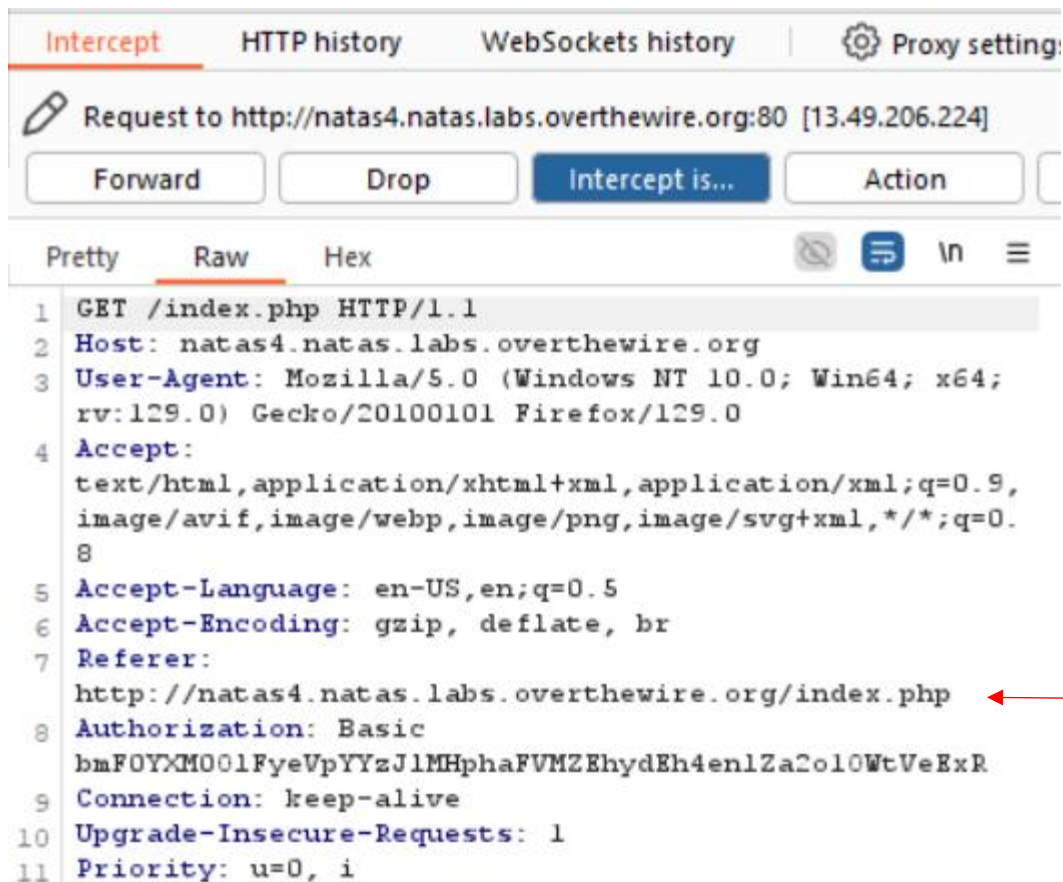 Intercept HTTP history WebSockets history Proxy settings
Request to http://natas4.natas.labs.overthewire.org:80 [13.49.206.224]
Forward Drop Intercept is... Action
Pretty Raw Hex \n
1 GET /index.php HTTP/1.1
2 Host: natas4.natas.labs.overthewire.org
3 User-Agent: Mozilla/5.0 (Windows NT 10.0; Win64; x64;
rv:129.0) Gecko/20100101 Firefox/129.0
4 Accept:
text/html,application/xhtml+xml,application/xml;q=0.9,
image/avif,image/webp,image/png,image/svg+xml,*/*;q=0.
8
5 Accept-Language: en-US,en;q=0.5
6 Accept-Encoding: gzip, deflate, br
7 Referer:
http://natas4.natas.labs.overthewire.org/index.php
8 Authorization: Basic
9 Connection: keep-alive
10 Upgrade-Insecure-Requests: 1
11 Priority: u=0, i